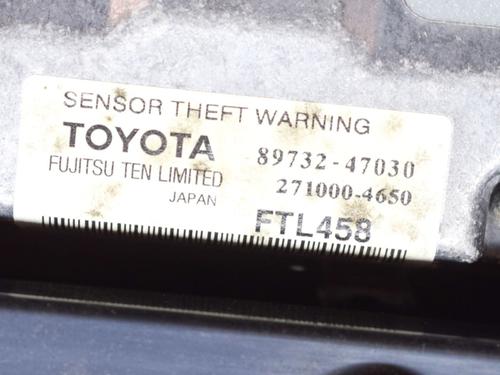 SENSOR THEFT WARNING
TOYOTA 89732-47030
FUJITSU TEN LIMITED 271000-4650
JAPAN FTL458